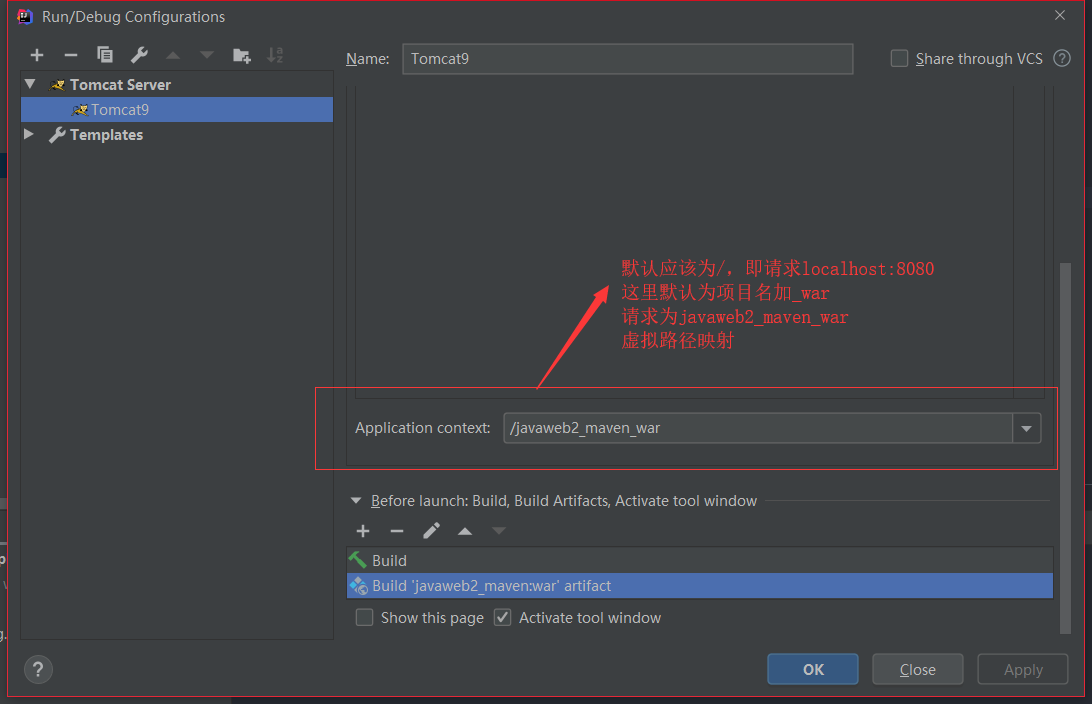 Run/Debug Configurations
Name: Tomcat9
Share through VCS ?
Tomcat Server
Tomcat9
Templates
默认应该为/，即请求localhost:8080
这里默认为项目名加_war
请求为javaweb2_maven_war
虚拟路径映射
Application context: /javaweb2_maven_war
Before launch: Build, Build Artifacts, Activate tool window
Build
Build 'javaweb2_maven:war' artifact
Show this page
Activate tool window
?
OK
Close
Apply